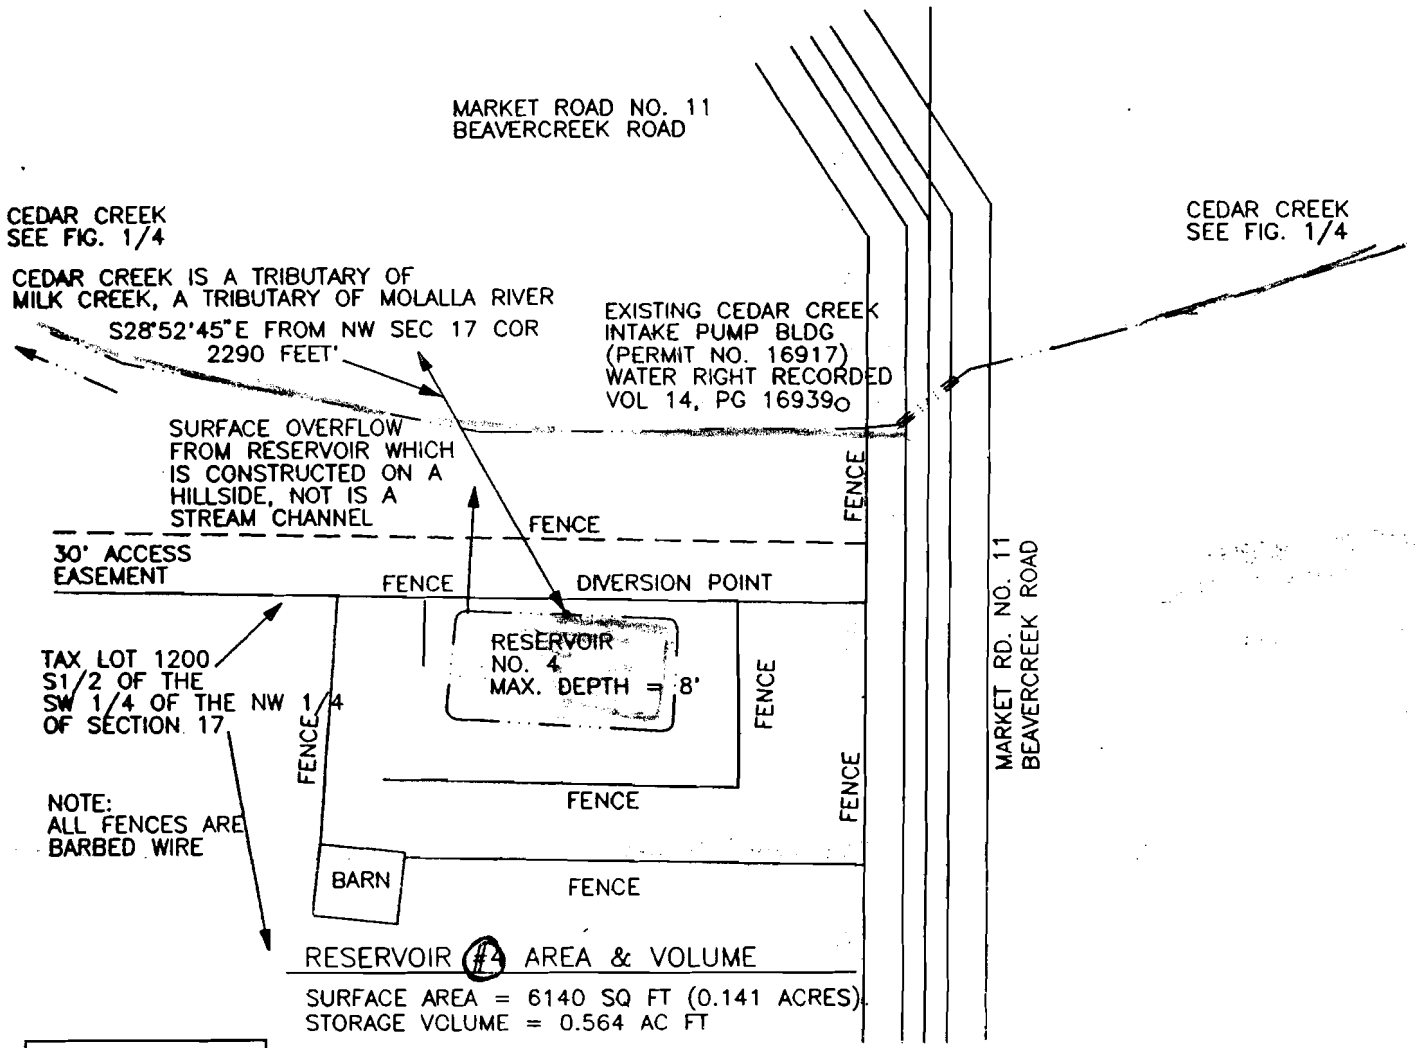 MARKET ROAD NO. 11
BEAVERCREEK ROAD
CEDAR CREEK
SEE FIG. 1/4
CEDAR CREEK
SEE FIG. 1/4
CEDAR CREEK IS A TRIBUTARY OF
MILK CREEK, A TRIBUTARY OF MOLALLA RIVER
S28°52'45"E FROM NW SEC 17 COR
2290 FEET'
EXISTING CEDAR CREEK
INTAKE PUMP BLDG
(PERMIT NO. 16917)
WATER RIGHT RECORDED
VOL 14, PG 16939
SURFACE OVERFLOW
FROM RESERVOIR WHICH
IS CONSTRUCTED ON A
HILLSIDE, NOT IS A
STREAM CHANNEL
FENCE
FENCE
30' ACCESS
EASEMENT
FENCE
DIVERSION POINT
MARKET RD. NO. 11
BEAVERCREEK ROAD
RESERVOIR
NO. 4
MAX. DEPTH = 8'
TAX LOT 1200
S1/2 OF THE
SW 1/4 OF THE NW 1/4
OF SECTION 17
FENCE
FENCE
FENCE
FENCE
NOTE:
ALL FENCES ARE
BARBED WIRE
BARN
FENCE
RESERVOIR #4 AREA & VOLUME
SURFACE AREA = 6140 SQ FT (0.141 ACRES)
STORAGE VOLUME = 0.564 AC FT